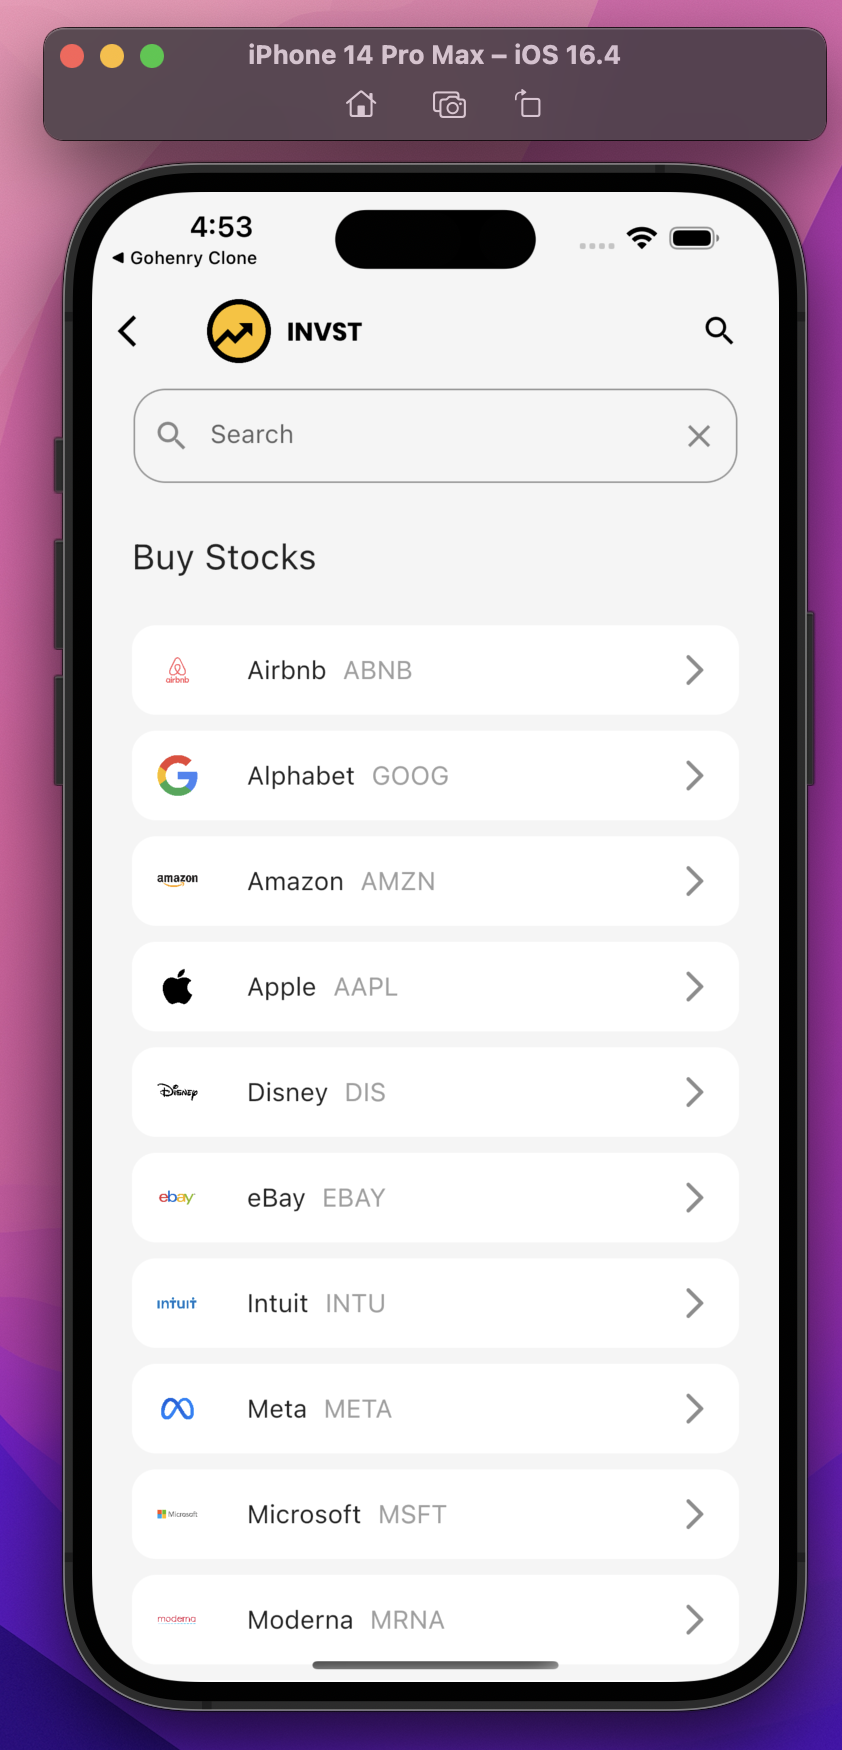 iPhone 14 Pro Max – iOS 16.4
4:53
◀ Gohenry Clone
INVST
Search
Buy Stocks
airbnb Airbnb ABNB
Alphabet GOOG
amazon Amazon AMZN
Apple AAPL
Disney Disney DIS
ebay eBay EBAY
intuit Intuit INTU
Meta META
Microsoft Microsoft MSFT
moderna Moderna MRNA